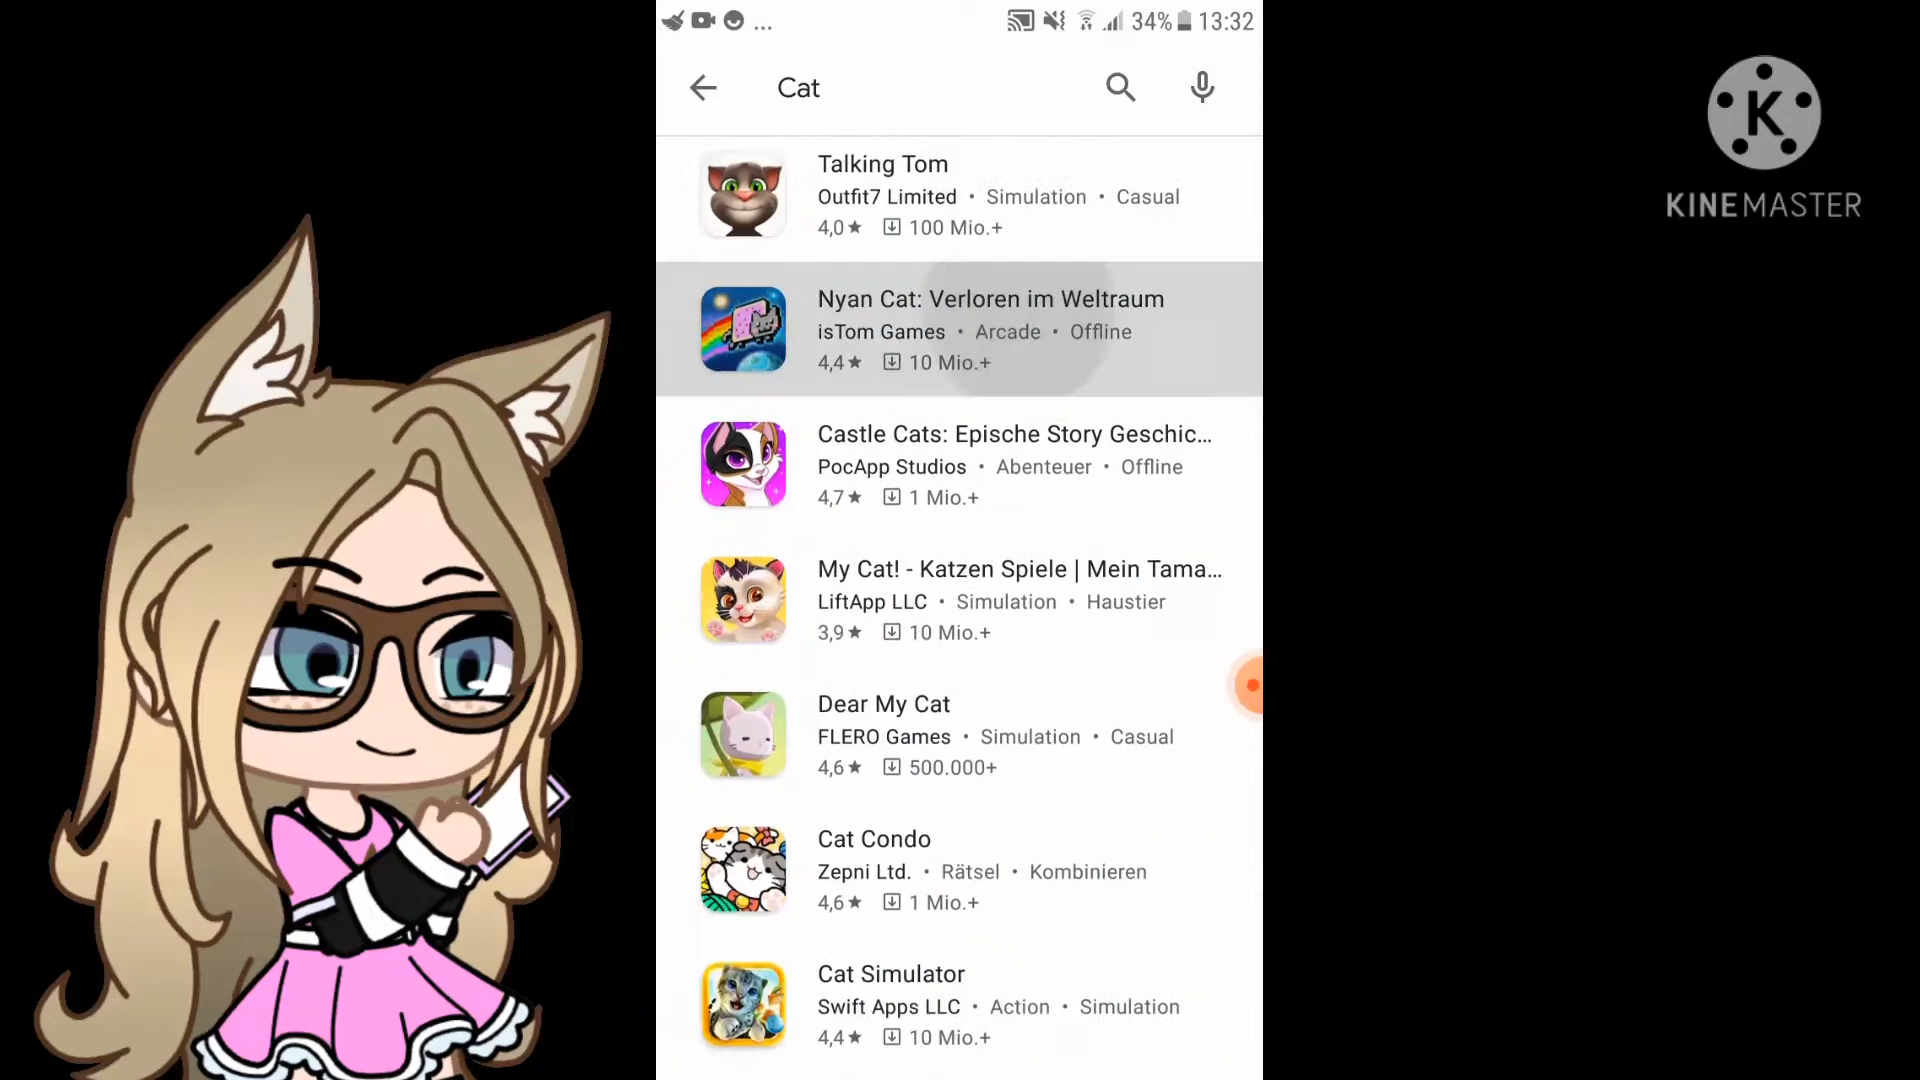 ... 34% 13:32
Cat
K
KINEMASTER
Talking Tom
Outfit7 Limited • Simulation • Casual
4,0★ 100 Mio.+
Nyan Cat: Verloren im Weltraum
isTom Games • Arcade • Offline
4,4★ 10 Mio.+
Castle Cats: Epische Story Geschic...
PocApp Studios • Abenteuer • Offline
4,7★ 1 Mio.+
My Cat! - Katzen Spiele | Mein Tama...
LiftApp LLC • Simulation • Haustier
3,9★ 10 Mio.+
Dear My Cat
FLERO Games • Simulation • Casual
4,6★ 500.000+
Cat Condo
Zepni Ltd. • Rätsel • Kombinieren
4,6★ 1 Mio.+
Cat Simulator
Swift Apps LLC • Action • Simulation
4,4★ 10 Mio.+